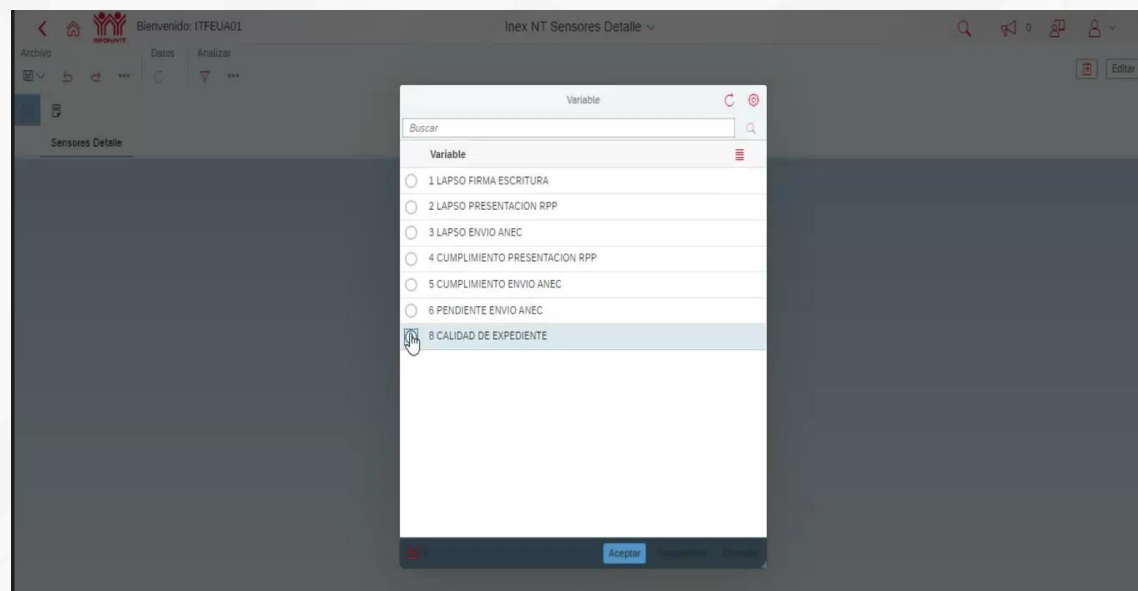 Bienvenido: ITFEUA01
Inex NT Sensores Detalle
0
INFONAVIT
Archivo
Datos
Analizar
Editar
Sensores Detalle
Variable
Buscar
Variable
1 LAPSO FIRMA ESCRITURA
2 LAPSO PRESENTACION RPP
3 LAPSO ENVIO ANEC
4 CUMPLIMIENTO PRESENTACION RPP
5 CUMPLIMIENTO ENVIO ANEC
6 PENDIENTE ENVIO ANEC
8 CALIDAD DE EXPEDIENTE
Aceptar